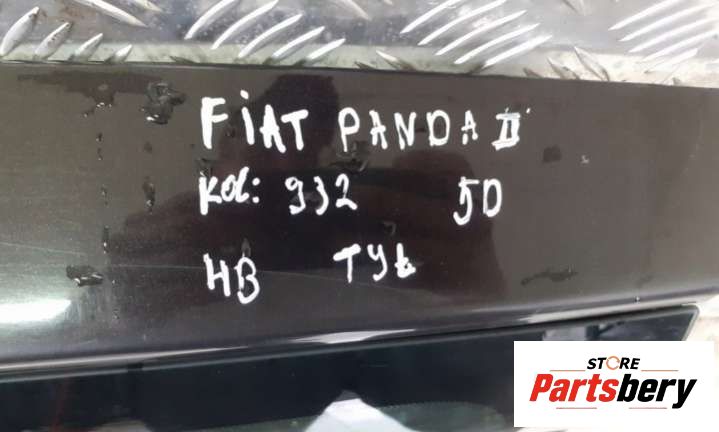 FIAT PANDA II
Kol: 932 5D
HB TYŁ
STORE
Partsbery